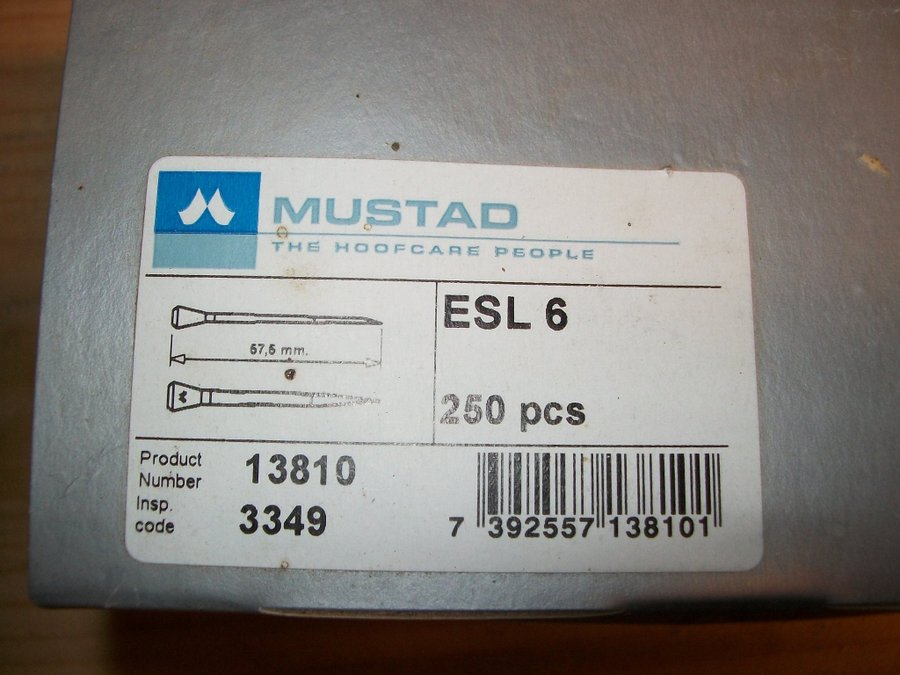 MUSTAD
THE HOOFCARE PEOPLE
ESL 6
57,5 mm.
250 pcs
Product Number 13810
Insp. code 3349
7 392557 138101